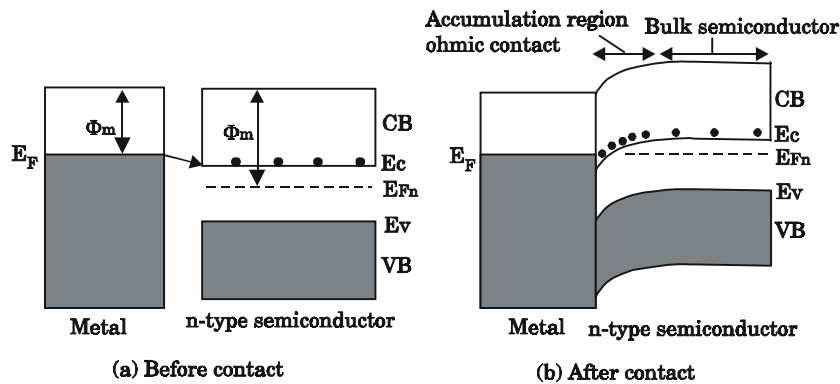 Accumulation region
ohmic contact
Bulk semiconductor
Φm
Φm
CB
EF
Ec
EFn
Ev
VB
Metal
n-type semiconductor
(a) Before contact
CB
EF
Ec
EFn
Ev
VB
Metal
n-type semiconductor
(b) After contact